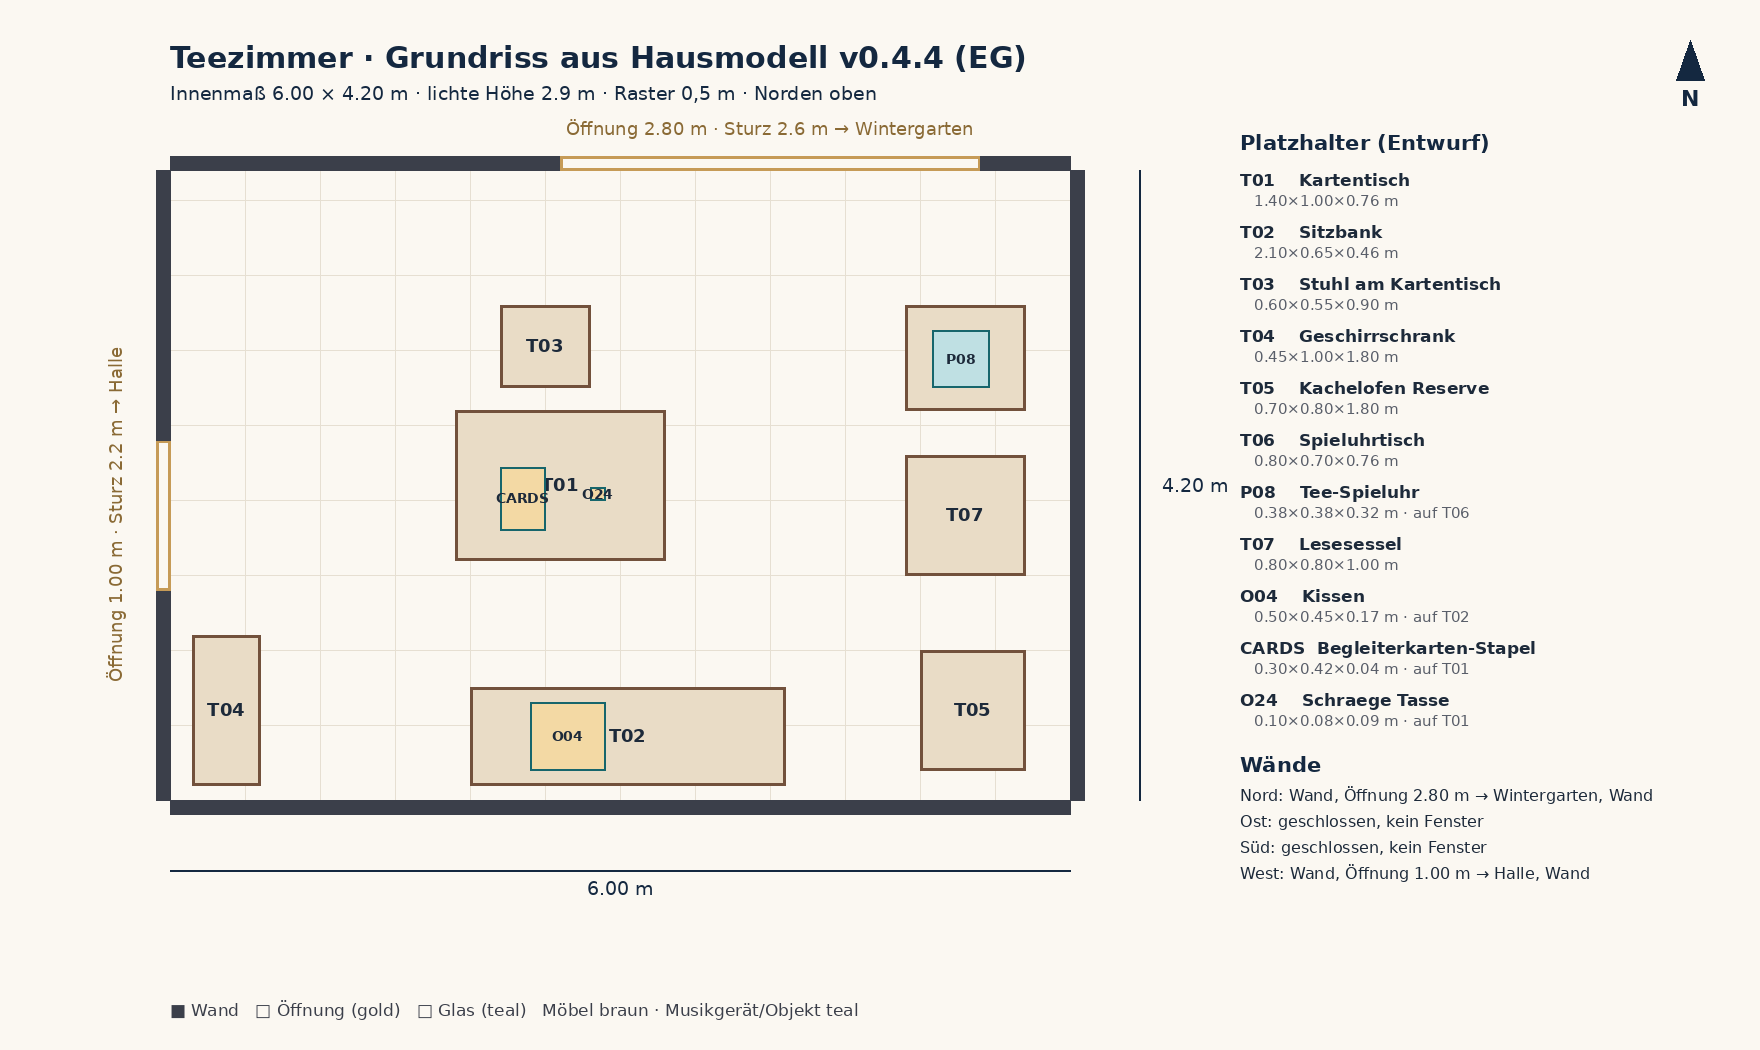 Teezimmer · Grundriss aus Hausmodell v0.4.4 (EG)
Innenmaß 6.00 × 4.20 m · lichte Höhe 2.9 m · Raster 0,5 m · Norden oben
N
Öffnung 2.80 m · Sturz 2.6 m → Wintergarten
Öffnung 1.00 m · Sturz 2.2 m → Halle
T03
P08
CARDS
T01
O24
T07
T04
O04
T02
T05
4.20 m
6.00 m
Platzhalter (Entwurf)
T01 Kartentisch
1.40×1.00×0.76 m
T02 Sitzbank
2.10×0.65×0.46 m
T03 Stuhl am Kartentisch
0.60×0.55×0.90 m
T04 Geschirrschrank
0.45×1.00×1.80 m
T05 Kachelofen Reserve
0.70×0.80×1.80 m
T06 Spieluhrtisch
0.80×0.70×0.76 m
P08 Tee-Spieluhr
0.38×0.38×0.32 m · auf T06
T07 Lesesessel
0.80×0.80×1.00 m
O04 Kissen
0.50×0.45×0.17 m · auf T02
CARDS Begleiterkarten-Stapel
0.30×0.42×0.04 m · auf T01
O24 Schraege Tasse
0.10×0.08×0.09 m · auf T01
Wände
Nord: Wand, Öffnung 2.80 m → Wintergarten, Wand
Ost: geschlossen, kein Fenster
Süd: geschlossen, kein Fenster
West: Wand, Öffnung 1.00 m → Halle, Wand
■ Wand □ Öffnung (gold) □ Glas (teal) Möbel braun · Musikgerät/Objekt teal